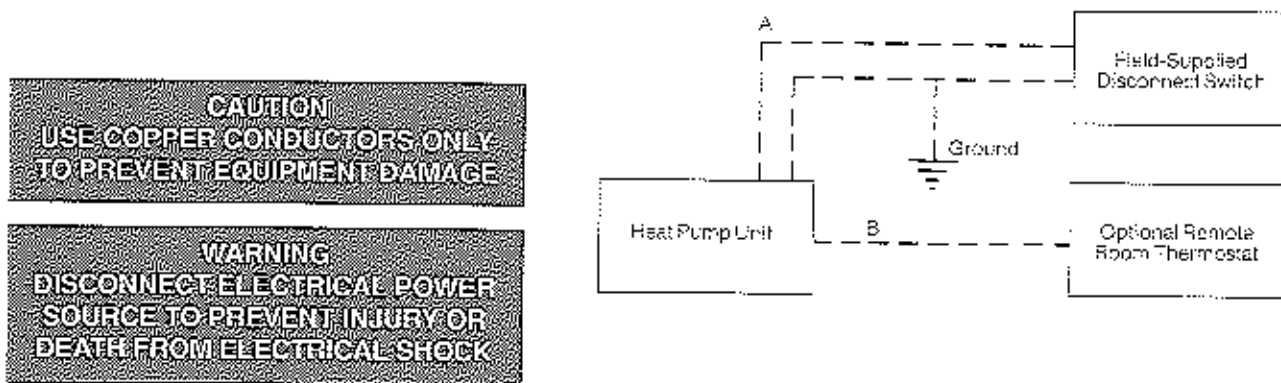 CAUTION
USE COPPER CONDUCTORS ONLY
TO PREVENT EQUIPMENT DAMAGE
WARNING
DISCONNECT ELECTRICAL POWER
SOURCE TO PREVENT INJURY OR
DEATH FROM ELECTRICAL SHOCK
A
Field-Supplied
Disconnect Switch
Ground
Heat Pump Unit
B
Optional Remote
Room Thermostat